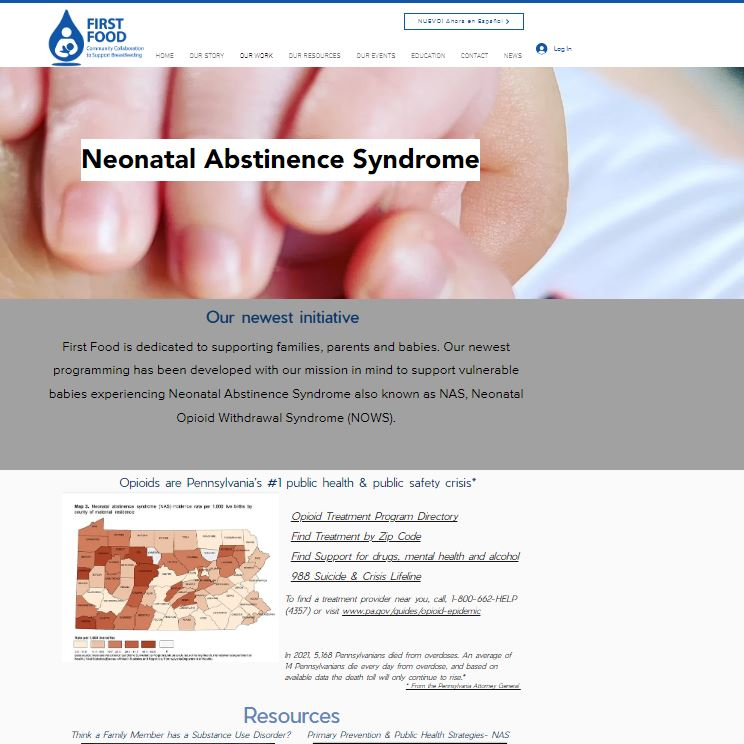 NUEVO! Ahora en Español >
FIRST
FOOD
Community Collaboration
to Support Breastfeeding
HOME OUR STORY OUR WORK OUR RESOURCES OUR EVENTS EDUCATION CONTACT NEWS Log In
Neonatal Abstinence Syndrome
Our newest initiative
First Food is dedicated to supporting families, parents and babies. Our newest
programming has been developed with our mission in mind to support vulnerable
babies experiencing Neonatal Abstinence Syndrome also known as NAS, Neonatal
Opioid Withdrawal Syndrome (NOWS).
Opioids are Pennsylvania's #1 public health & public safety crisis*
Map 3. Neonatal abstinence syndrome (NAS) incidence rate per 1,000 live births by
county of maternal residence
Rate per 1,000 live births
Opioid Treatment Program Directory
Find Treatment by Zip Code
Find Support for drugs, mental health and alcohol
988 Suicide & Crisis Lifeline
To find a treatment provider near you, call, 1-800-662-HELP
(4357) or visit www.pa.gov/guides/opioid-epidemic
In 2021, 5,168 Pennsylvanians died from overdoses. An average of
14 Pennsylvanians die every day from overdose, and based on
available data the death toll will only continue to rise.*
* From the Pennsylvania Attorney General
Resources
Think a Family Member has a Substance Use Disorder? Primary Prevention & Public Health Strategies- NAS